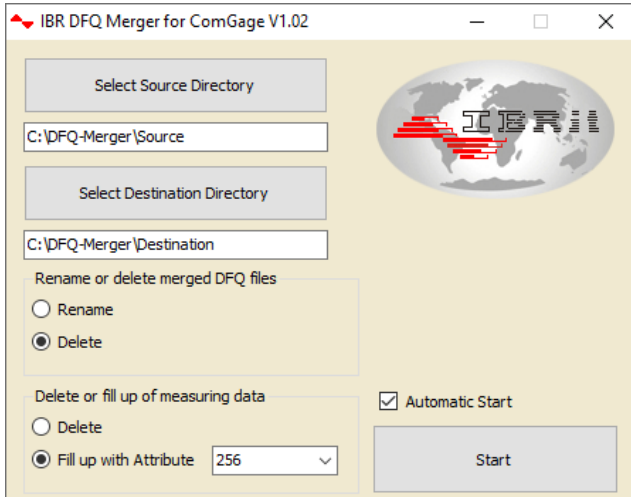 IBR DFQ Merger for ComGage V1.02
Select Source Directory
C:\DFQ-Merger\Source
Select Destination Directory
C:\DFQ-Merger\Destination
Rename or delete merged DFQ files
Rename
Delete
Delete or fill up of measuring data
Delete
Fill up with Attribute 256
IBRit
Automatic Start
Start